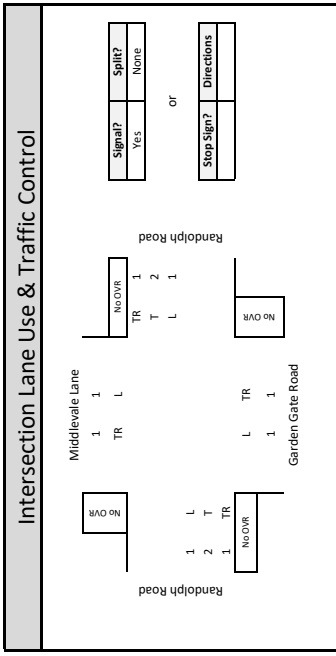 Intersection Lane Use & Traffic Control
Middlevale Lane
1 1
TR L
No OVR
No OVR
TR 1
T 2
L 1
Randolph Road
Randolph Road
1 L
2 T
1 TR
No OVR
No OVR
L TR
1 1
Garden Gate Road
Signal? Split?
Yes None
or
Stop Sign? Directions